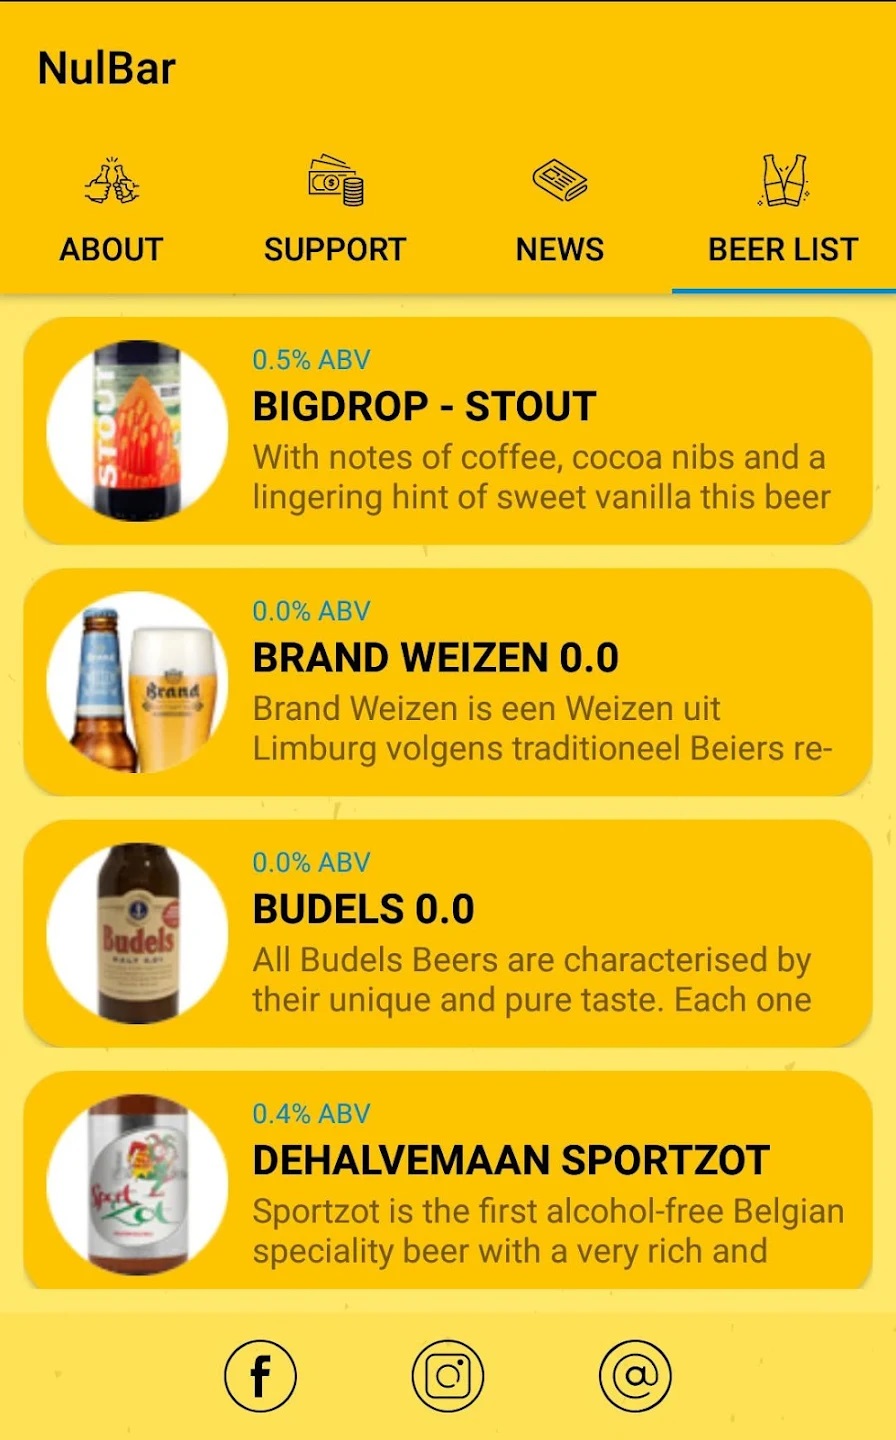 NulBar
ABOUT
SUPPORT
NEWS
BEER LIST
STOUT
0.5% ABV
BIGDROP - STOUT
With notes of coffee, cocoa nibs and a
lingering hint of sweet vanilla this beer
Brand
0.0% ABV
BRAND WEIZEN 0.0
Brand Weizen is een Weizen uit
Limburg volgens traditioneel Beiers re-
Budels
0.0% ABV
BUDELS 0.0
All Budels Beers are characterised by
their unique and pure taste. Each one
Sport
Zot
0.4% ABV
DEHALVEMAAN SPORTZOT
Sportzot is the first alcohol-free Belgian
speciality beer with a very rich and